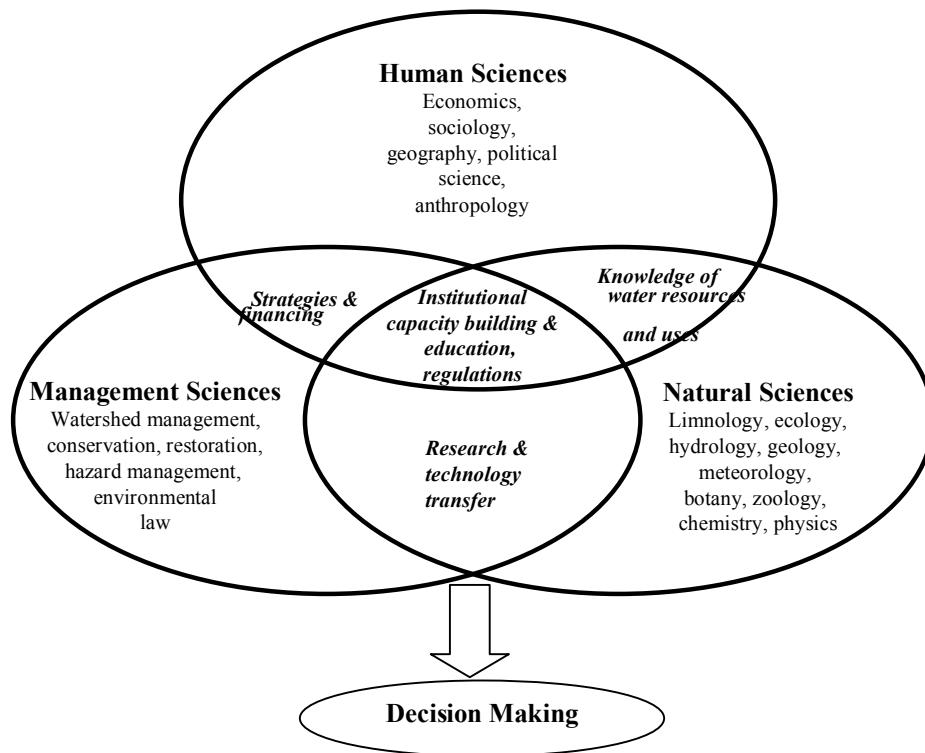 Human Sciences
Economics,
sociology,
geography, political
science,
anthropology
Strategies &
financing
Institutional
capacity building &
education,
regulations
Knowledge of
water resources
and uses
Management Sciences
Watershed management,
conservation, restoration,
hazard management,
environmental
law
Research &
technology
transfer
Natural Sciences
Limnology, ecology,
hydrology, geology,
meteorology,
botany, zoology,
chemistry, physics
Decision Making